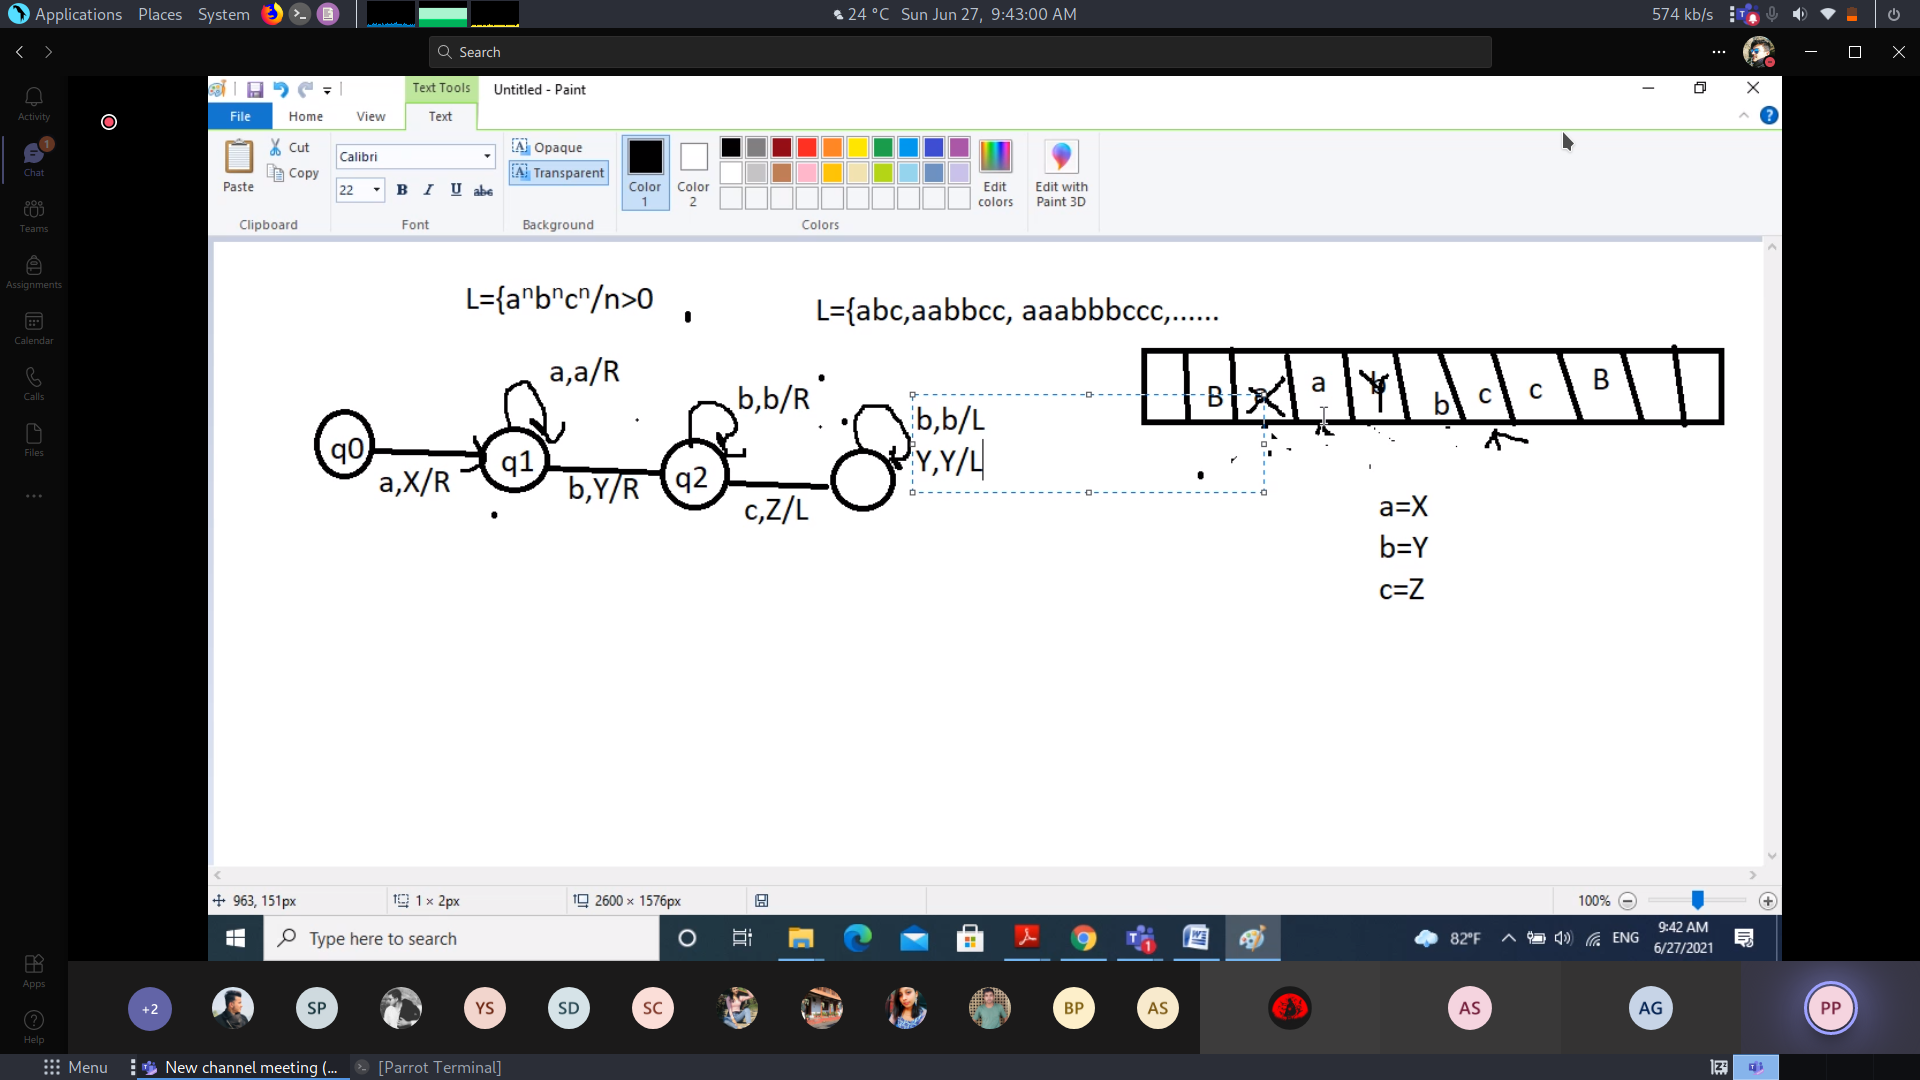 Applications Places System 24 °C Sun Jun 27, 9:43:00 AM 574 kb/s
Search
Activity
Chat
1
Teams
Assignments
Calendar
Calls
Files
Apps
Help
Text Tools Untitled - Paint
File Home View Text
Paste Cut Copy
Clipboard
Calibri
22 B I U abc
Font
Opaque
Transparent
Background
Color 1
Color 2
Colors
Edit colors
Edit with Paint 3D
L={aⁿbⁿcⁿ/n>0
L={abc,aabbcc, aaabbbccc,......
a,a/R
b,b/R
b,b/L
Y,Y/L
q0 q1 q2
a,X/R b,Y/R c,Z/L
B a a b b c c B
a=X
b=Y
c=Z
963, 151px 1 × 2px 2600 × 1576px 100%
Type here to search
82°F ENG 9:42 AM
6/27/2021
+2 SP YS SD SC BP AS AS AG PP
Menu New channel meeting (... [Parrot Terminal]